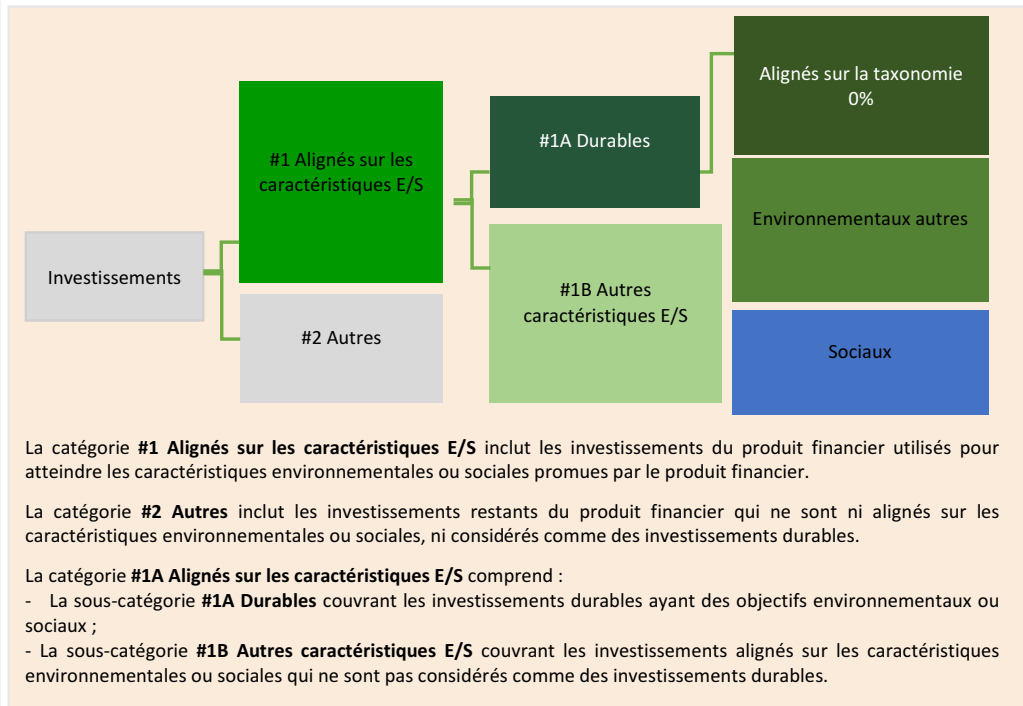 Alignés sur la taxonomie
0%
#1A Durables
#1 Alignés sur les
caractéristiques E/S
Environnementaux autres
Investissements
#1B Autres
caractéristiques E/S
#2 Autres
Sociaux
La catégorie #1 Alignés sur les caractéristiques E/S inclut les investissements du produit financier utilisés pour
atteindre les caractéristiques environnementales ou sociales promues par le produit financier.
La catégorie #2 Autres inclut les investissements restants du produit financier qui ne sont ni alignés sur les
caractéristiques environnementales ou sociales, ni considérés comme des investissements durables.
La catégorie #1A Alignés sur les caractéristiques E/S comprend :
- La sous-catégorie #1A Durables couvrant les investissements durables ayant des objectifs environnementaux ou
sociaux ;
- La sous-catégorie #1B Autres caractéristiques E/S couvrant les investissements alignés sur les caractéristiques
environnementales ou sociales qui ne sont pas considérés comme des investissements durables.